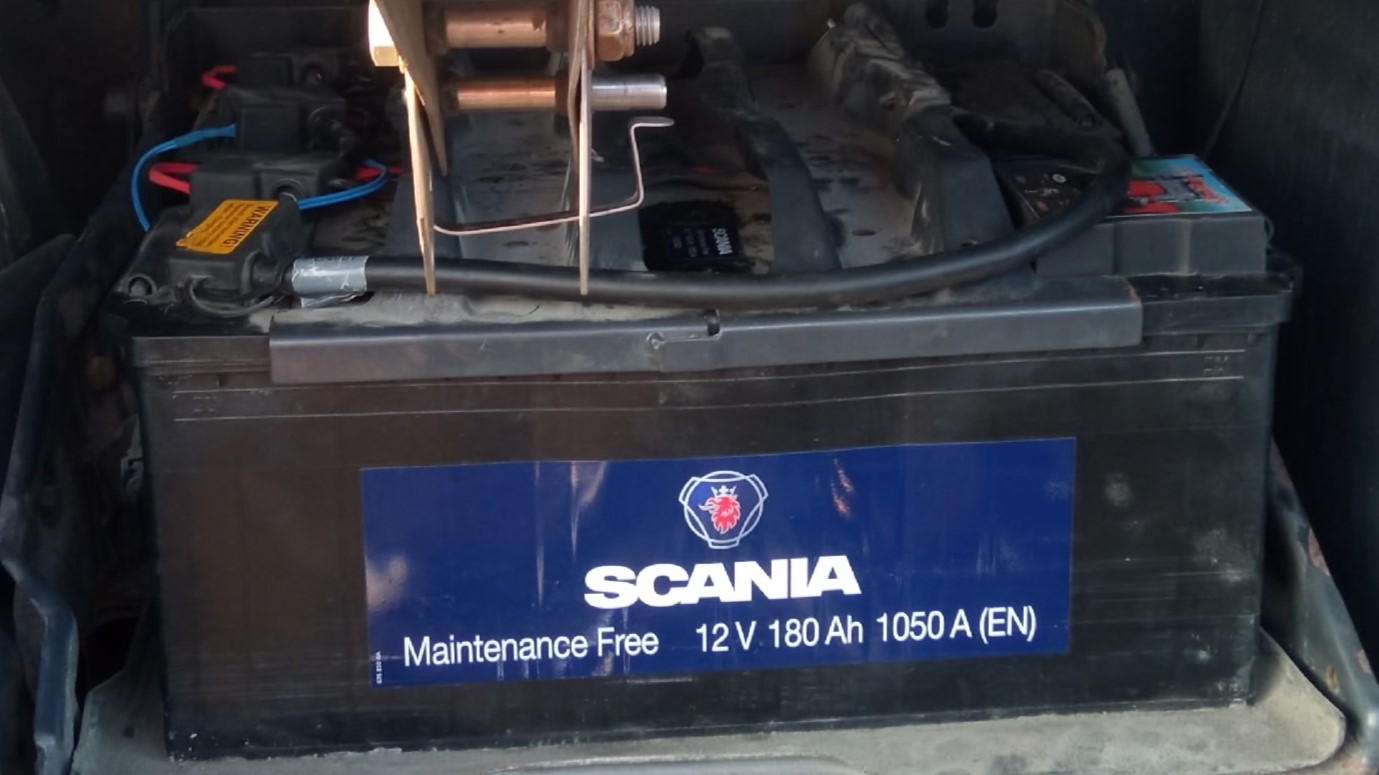 WARNING
SCANIA
SCANIA
Maintenance Free 12 V 180 Ah 1050 A (EN)